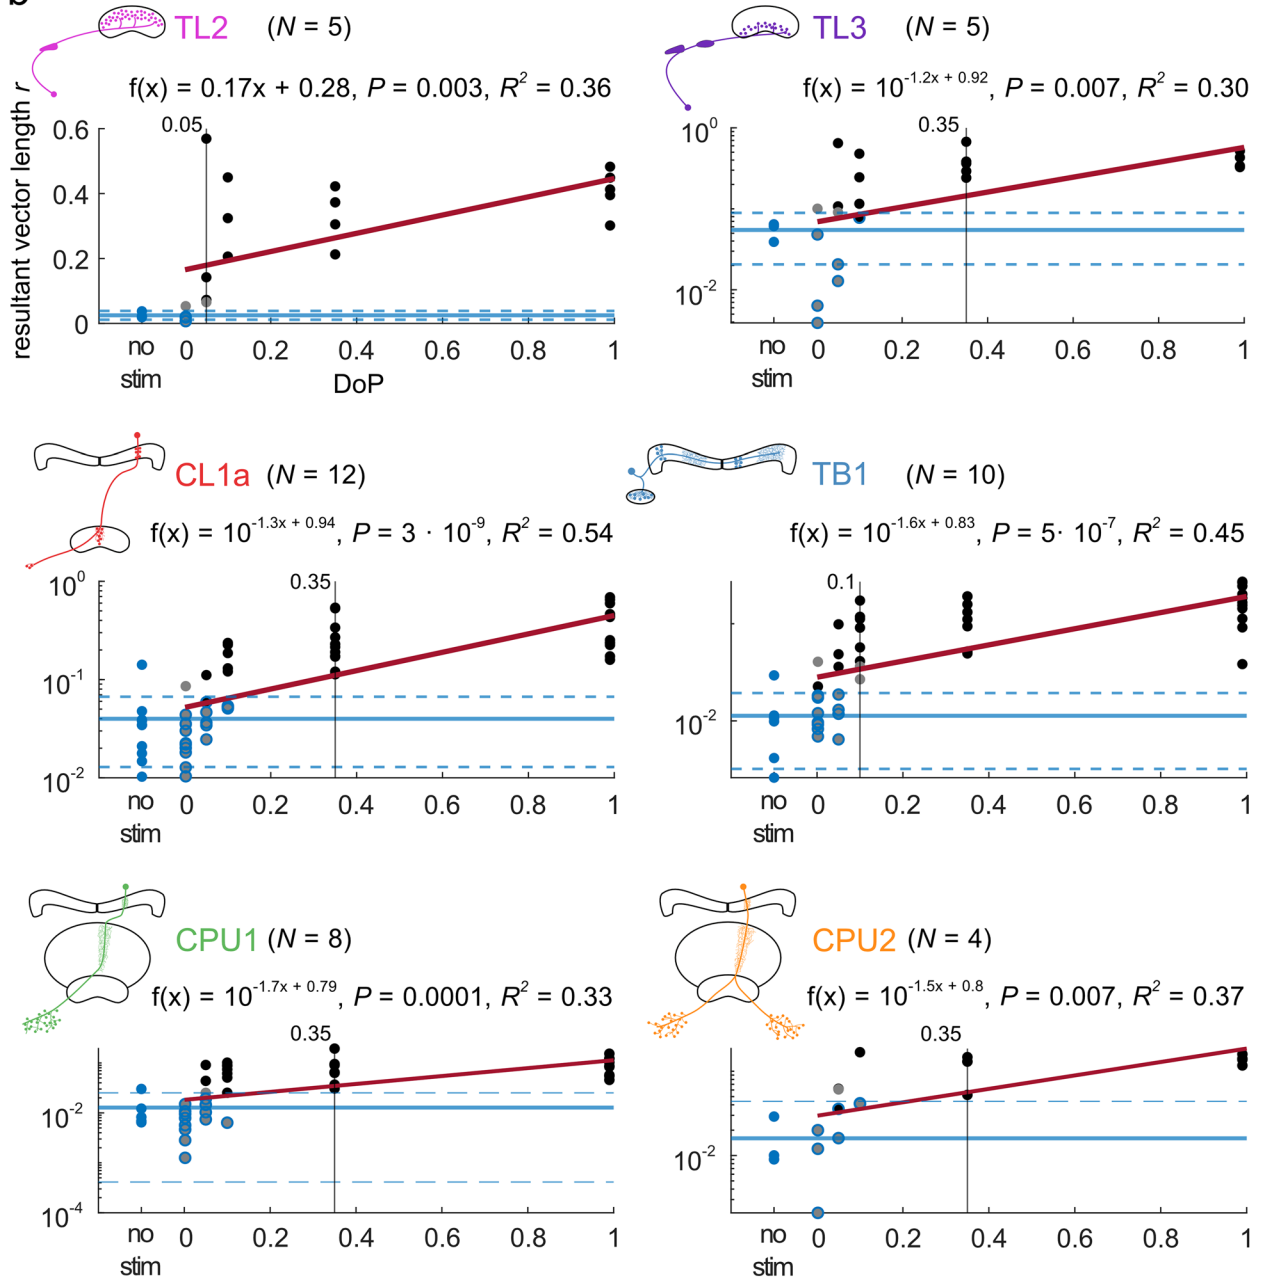 b
TL2 (N = 5)
f(x) = 0.17x + 0.28, P = 0.003, R² = 0.36
resultant vector length r
0.05
0.6
0.4
0.2
0
no stim 0 0.2 0.4 0.6 0.8 1
DoP
TL3 (N = 5)
f(x) = 10^-1.2x + 0.92, P = 0.007, R² = 0.30
0.35
10^0
10^-2
no stim 0 0.2 0.4 0.6 0.8 1
CL1a (N = 12)
f(x) = 10^-1.3x + 0.94, P = 3 · 10^-9, R² = 0.54
0.35
10^0
10^-1
10^-2
no stim 0 0.2 0.4 0.6 0.8 1
TB1 (N = 10)
f(x) = 10^-1.6x + 0.83, P = 5· 10^-7, R² = 0.45
0.1
10^-2
no stim 0 0.2 0.4 0.6 0.8 1
CPU1 (N = 8)
f(x) = 10^-1.7x + 0.79, P = 0.0001, R² = 0.33
0.35
10^-2
10^-4
no stim 0 0.2 0.4 0.6 0.8 1
CPU2 (N = 4)
f(x) = 10^-1.5x + 0.8, P = 0.007, R² = 0.37
0.35
10^-2
no stim 0 0.2 0.4 0.6 0.8 1